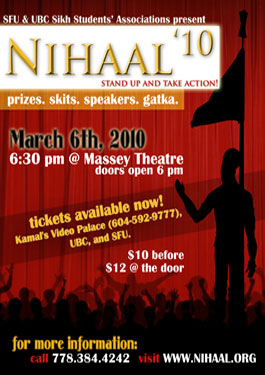 SFU & UBC Sikh Students' Associations present
NIHAAL '10
STAND UP AND TAKE ACTION!
prizes. skits. speakers. gatka.
March 6th, 2010
6:30 pm @ Massey Theatre
doors open 6 pm
tickets available now!
Kamal's Video Palace (604-592-9777),
UBC, and SFU.
$10 before
$12 @ the door
for more information:
call 778.384.4242 visit WWW.NIHAAL.ORG